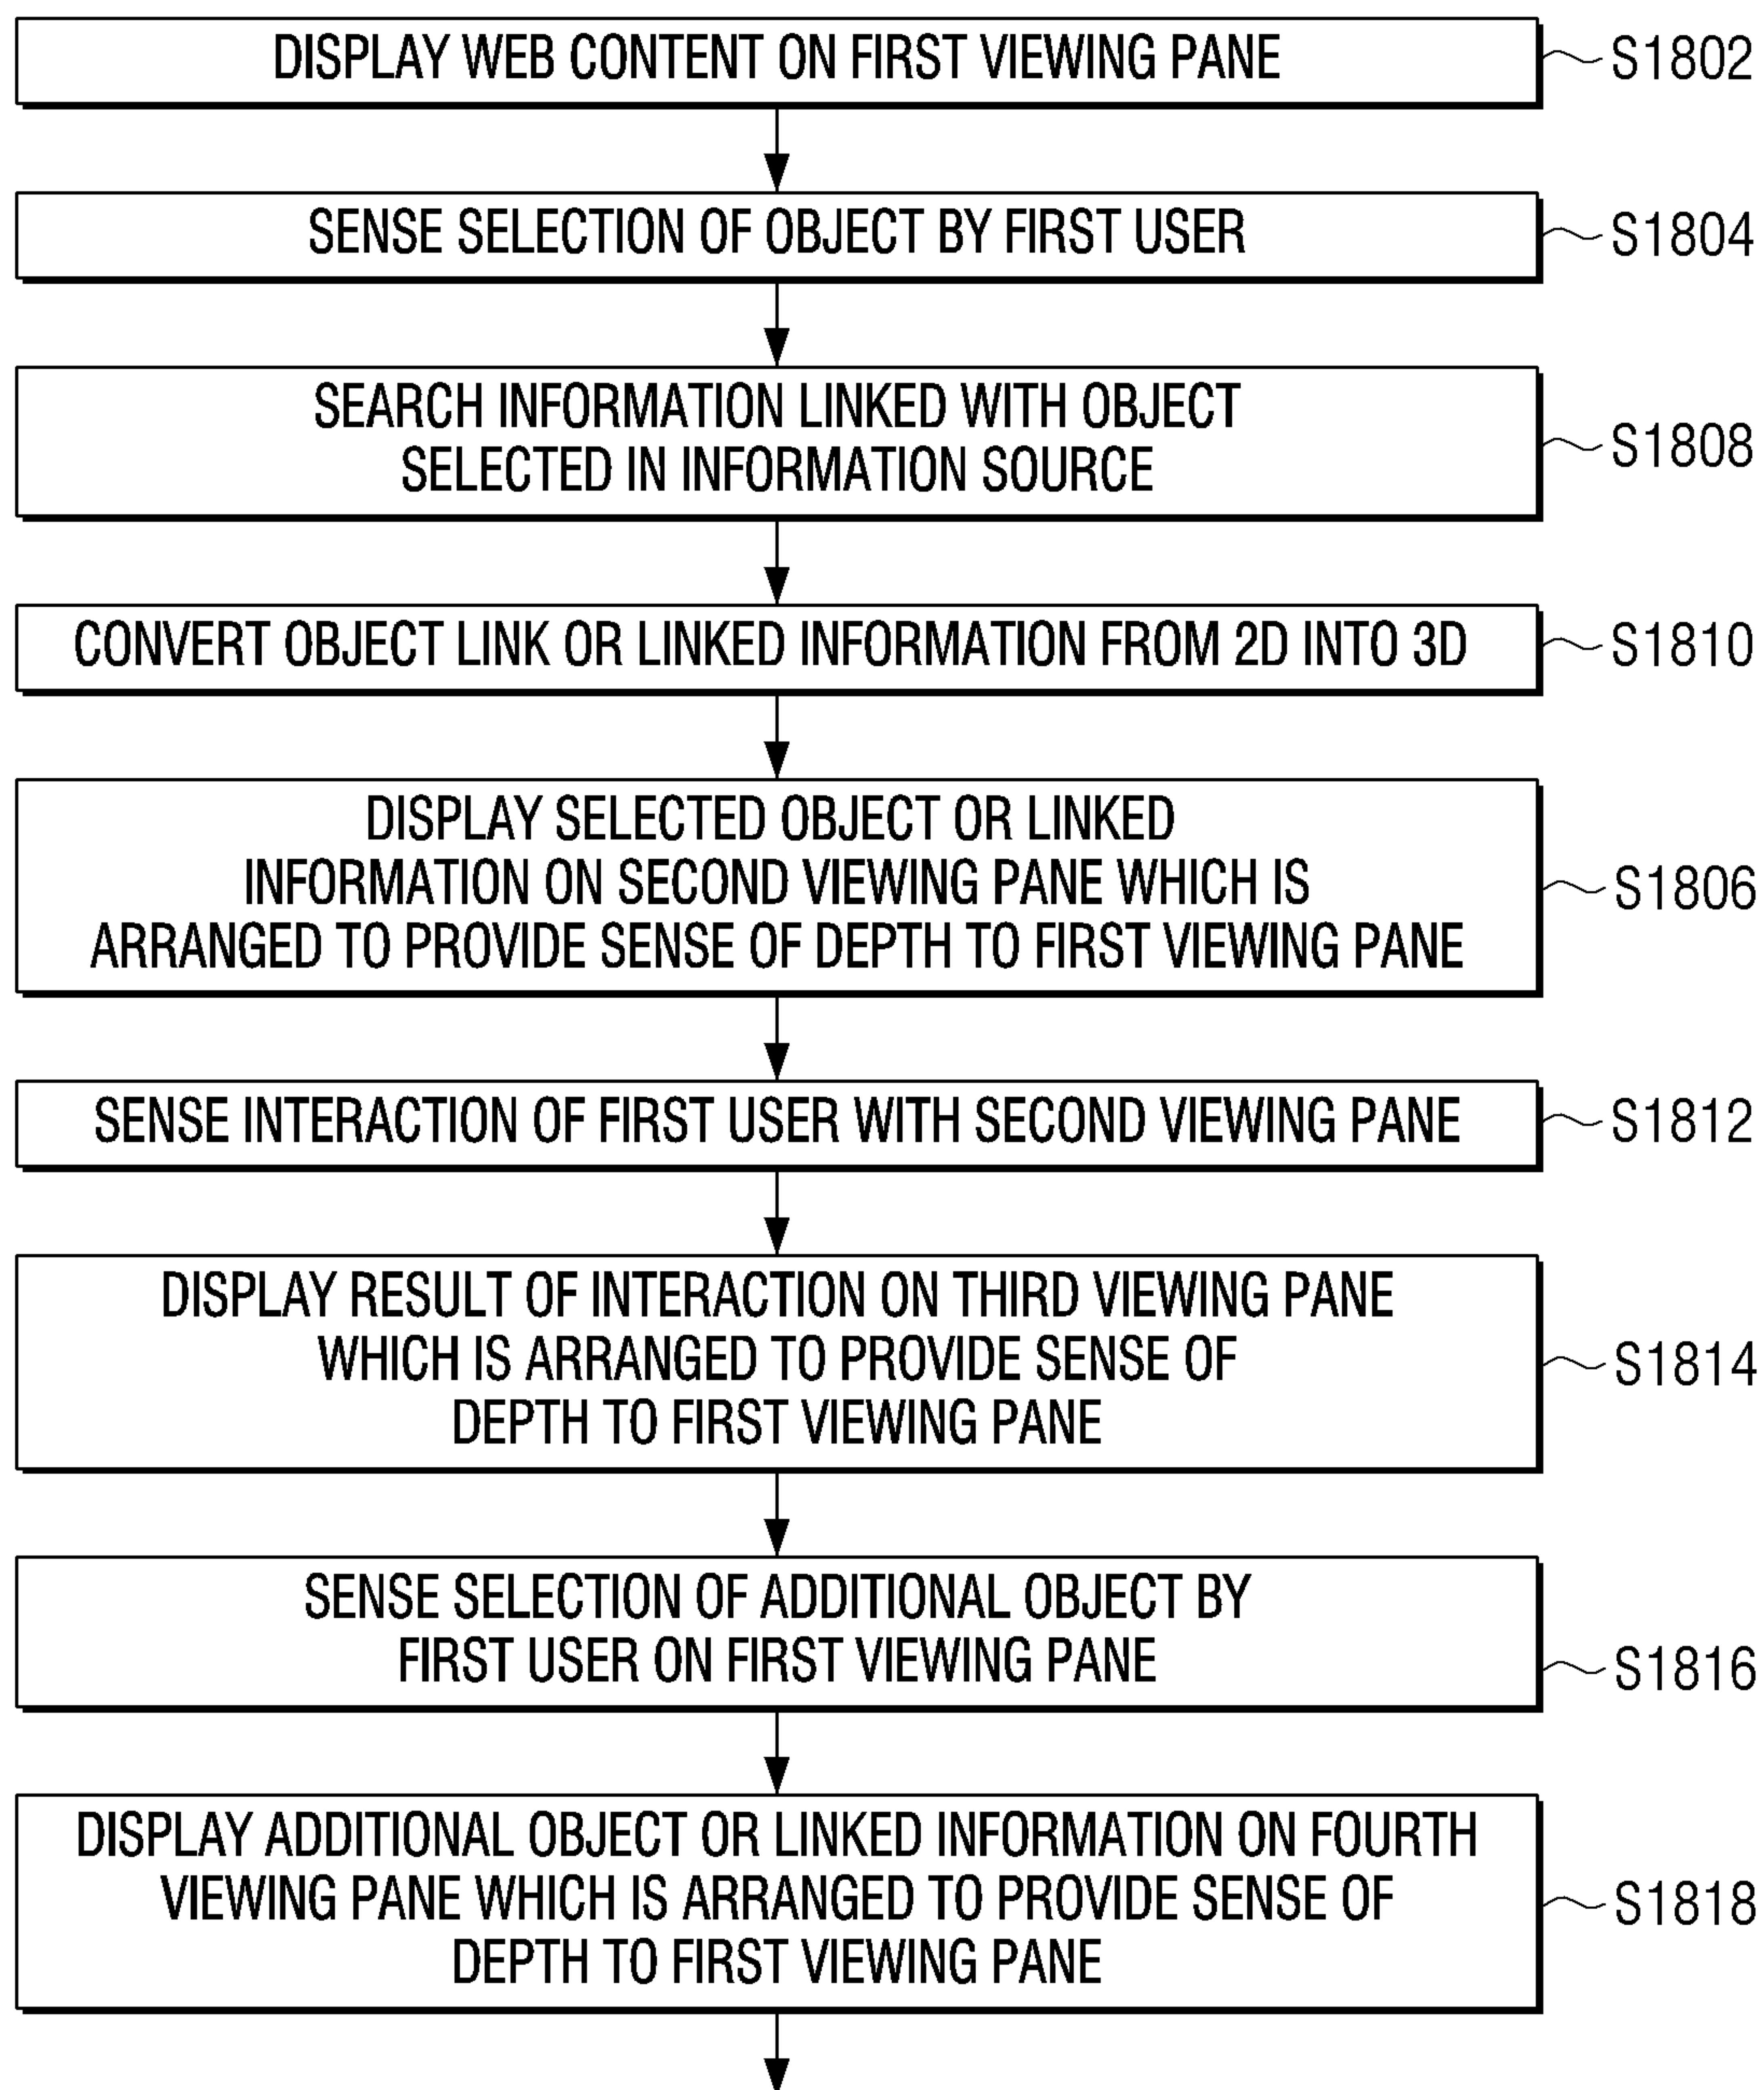 DISPLAY WEB CONTENT ON FIRST VIEWING PANE
S1802
SENSE SELECTION OF OBJECT BY FIRST USER
S1804
SEARCH INFORMATION LINKED WITH OBJECT
SELECTED IN INFORMATION SOURCE
S1808
CONVERT OBJECT LINK OR LINKED INFORMATION FROM 2D INTO 3D
S1810
DISPLAY SELECTED OBJECT OR LINKED
INFORMATION ON SECOND VIEWING PANE WHICH IS
ARRANGED TO PROVIDE SENSE OF DEPTH TO FIRST VIEWING PANE
S1806
SENSE INTERACTION OF FIRST USER WITH SECOND VIEWING PANE
S1812
DISPLAY RESULT OF INTERACTION ON THIRD VIEWING PANE
WHICH IS ARRANGED TO PROVIDE SENSE OF
DEPTH TO FIRST VIEWING PANE
S1814
SENSE SELECTION OF ADDITIONAL OBJECT BY
FIRST USER ON FIRST VIEWING PANE
S1816
DISPLAY ADDITIONAL OBJECT OR LINKED INFORMATION ON FOURTH
VIEWING PANE WHICH IS ARRANGED TO PROVIDE SENSE OF
DEPTH TO FIRST VIEWING PANE
S1818